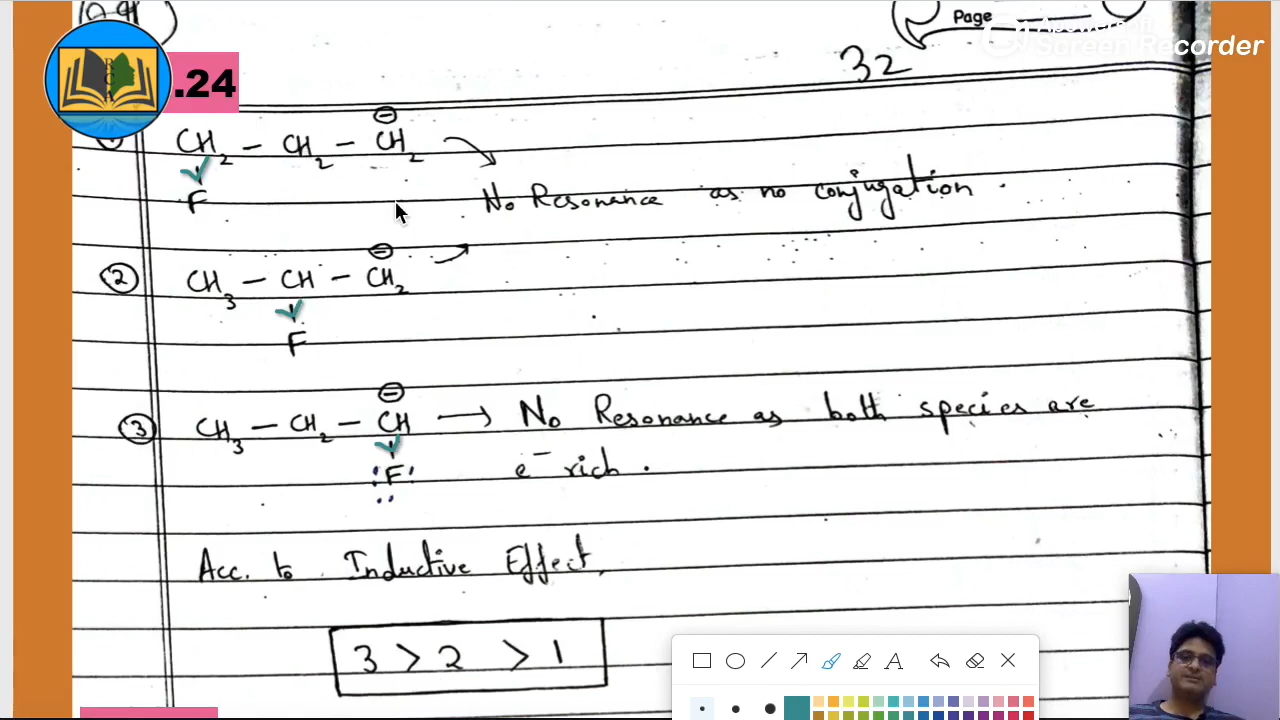 Page
Apowersoft
Screen Recorder
32
.24
⊖
CH2 – CH2 – CH2
F
No Resonance as no conjugation.
⊖
② CH3 – CH – CH2
F
⊖
③ CH3 – CH2 – CH → No Resonance as both species are
:F: e⁻ rich.
Acc. to Inductive Effect,
3 > 2 > 1
A